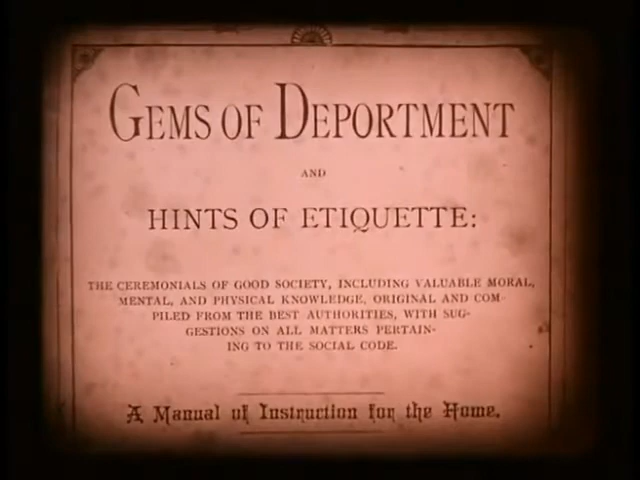 GEMS OF DEPORTMENT
AND
HINTS OF ETIQUETTE:
THE CEREMONIALS OF GOOD SOCIETY, INCLUDING VALUABLE MORAL,
MENTAL, AND PHYSICAL KNOWLEDGE, ORIGINAL AND COM-
PILED FROM THE BEST AUTHORITIES, WITH SUG-
GESTIONS ON ALL MATTERS PERTAIN-
ING TO THE SOCIAL CODE.
A Manual of Instruction for the Home.